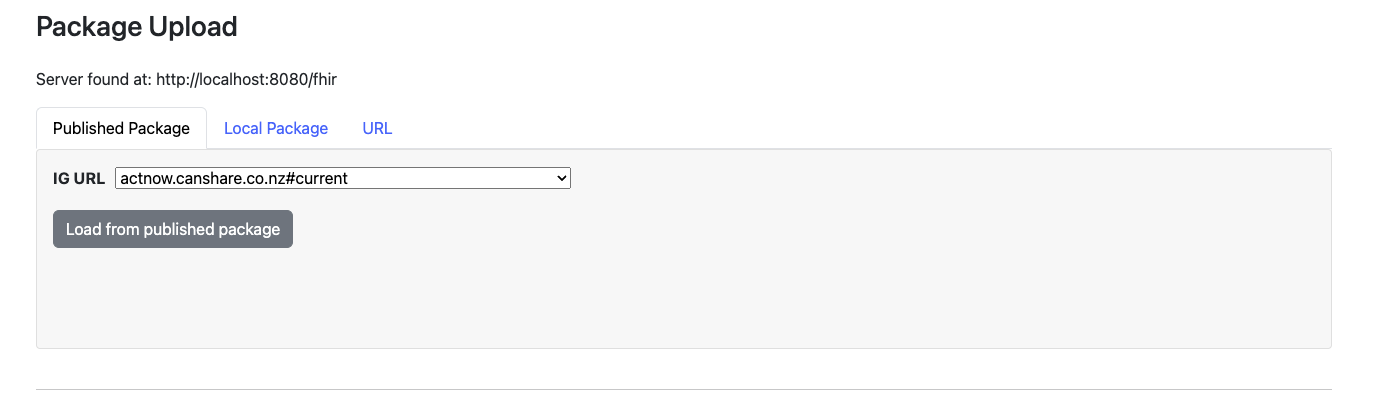 Package Upload
Server found at: http://localhost:8080/fhir
Published Package Local Package URL
IG URL actnow.canshare.co.nz#current
Load from published package